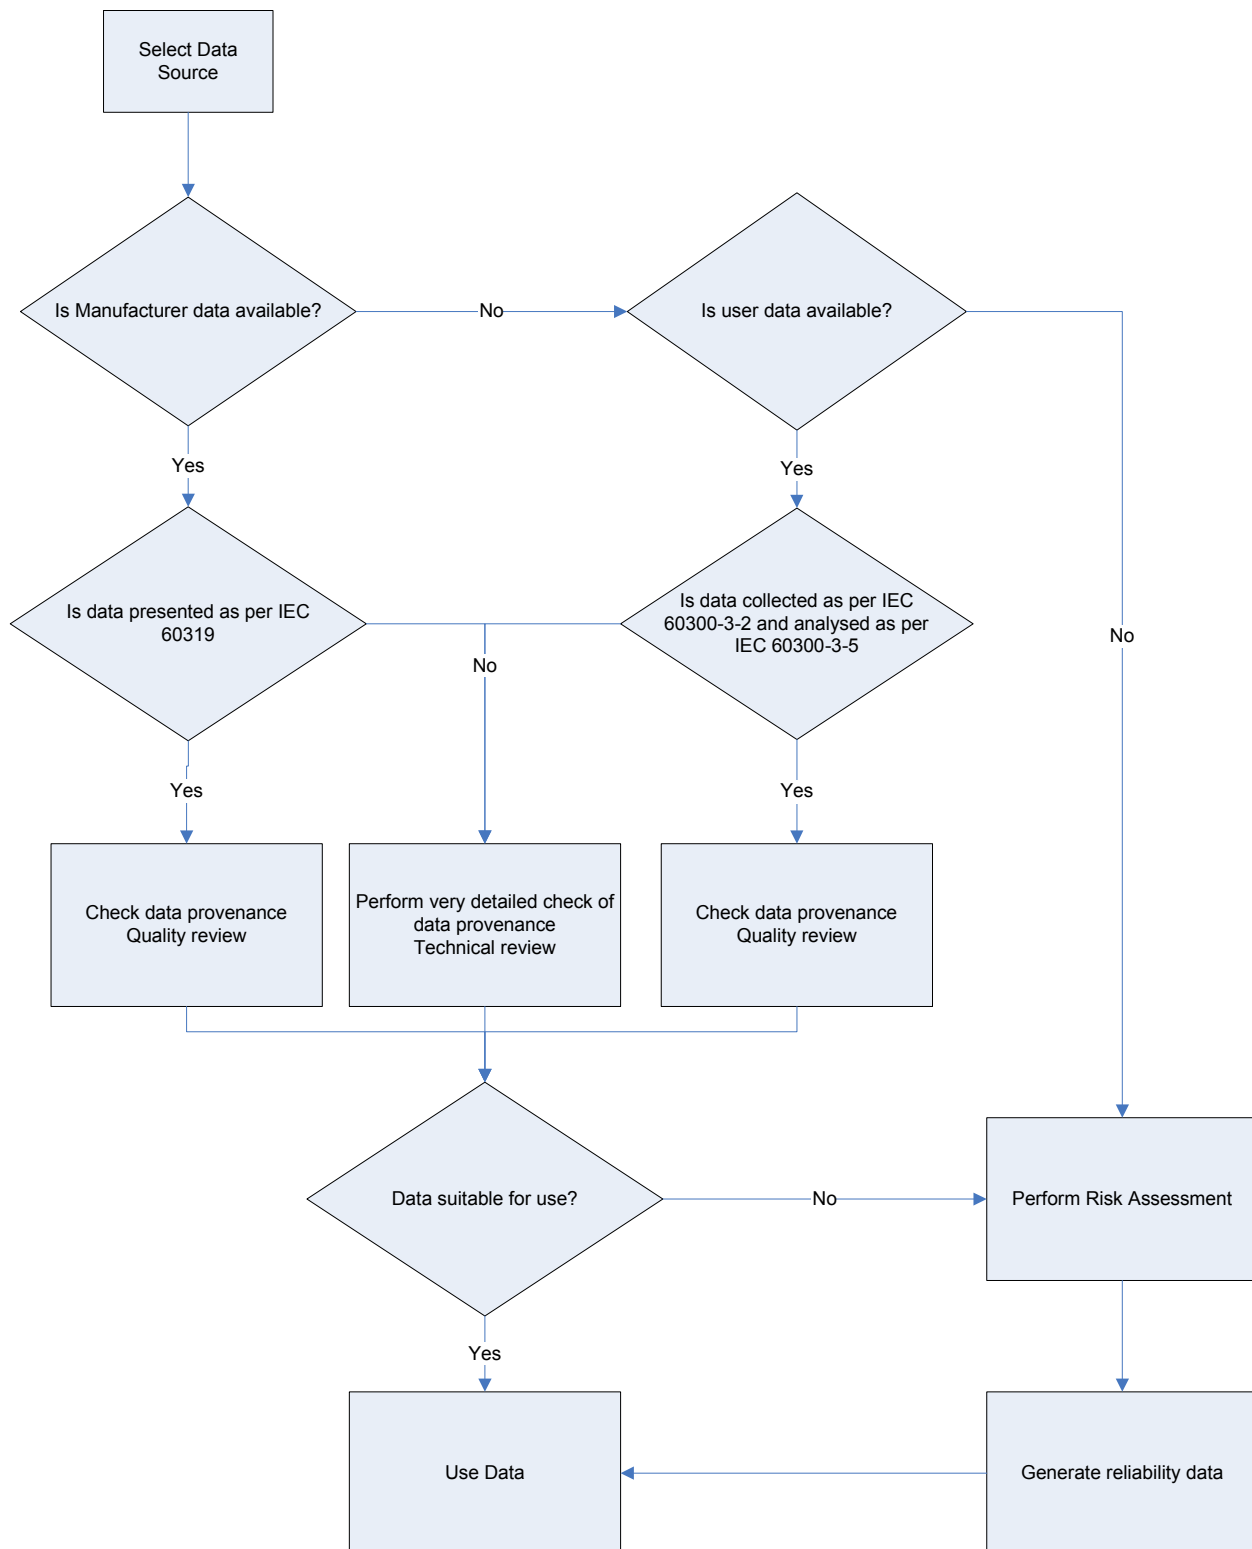 Select Data
Source
Is Manufacturer data available?
No
Is user data available?
Yes
Yes
Is data presented as per IEC
60319
No
Is data collected as per IEC
60300-3-2 and analysed as per
IEC 60300-3-5
No
Yes
Yes
Check data provenance
Quality review
Perform very detailed check of
data provenance
Technical review
Check data provenance
Quality review
Data suitable for use?
No
Perform Risk Assessment
Yes
Use Data
Generate reliability data